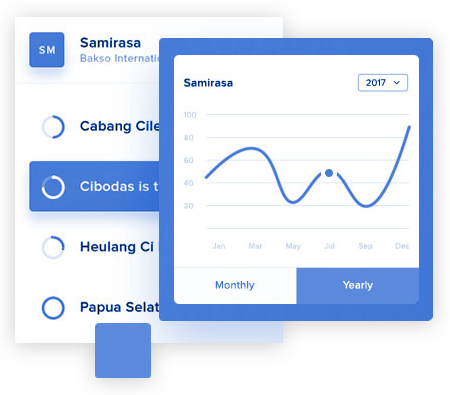 SM
Samirasa
Bakso Internatio
Cabang Cile
Cibodas is t
Heulang Ci
Papua Selat
Samirasa
2017
100
80
60
40
20
Jan Mar May Jul Sep Dec
Monthly Yearly